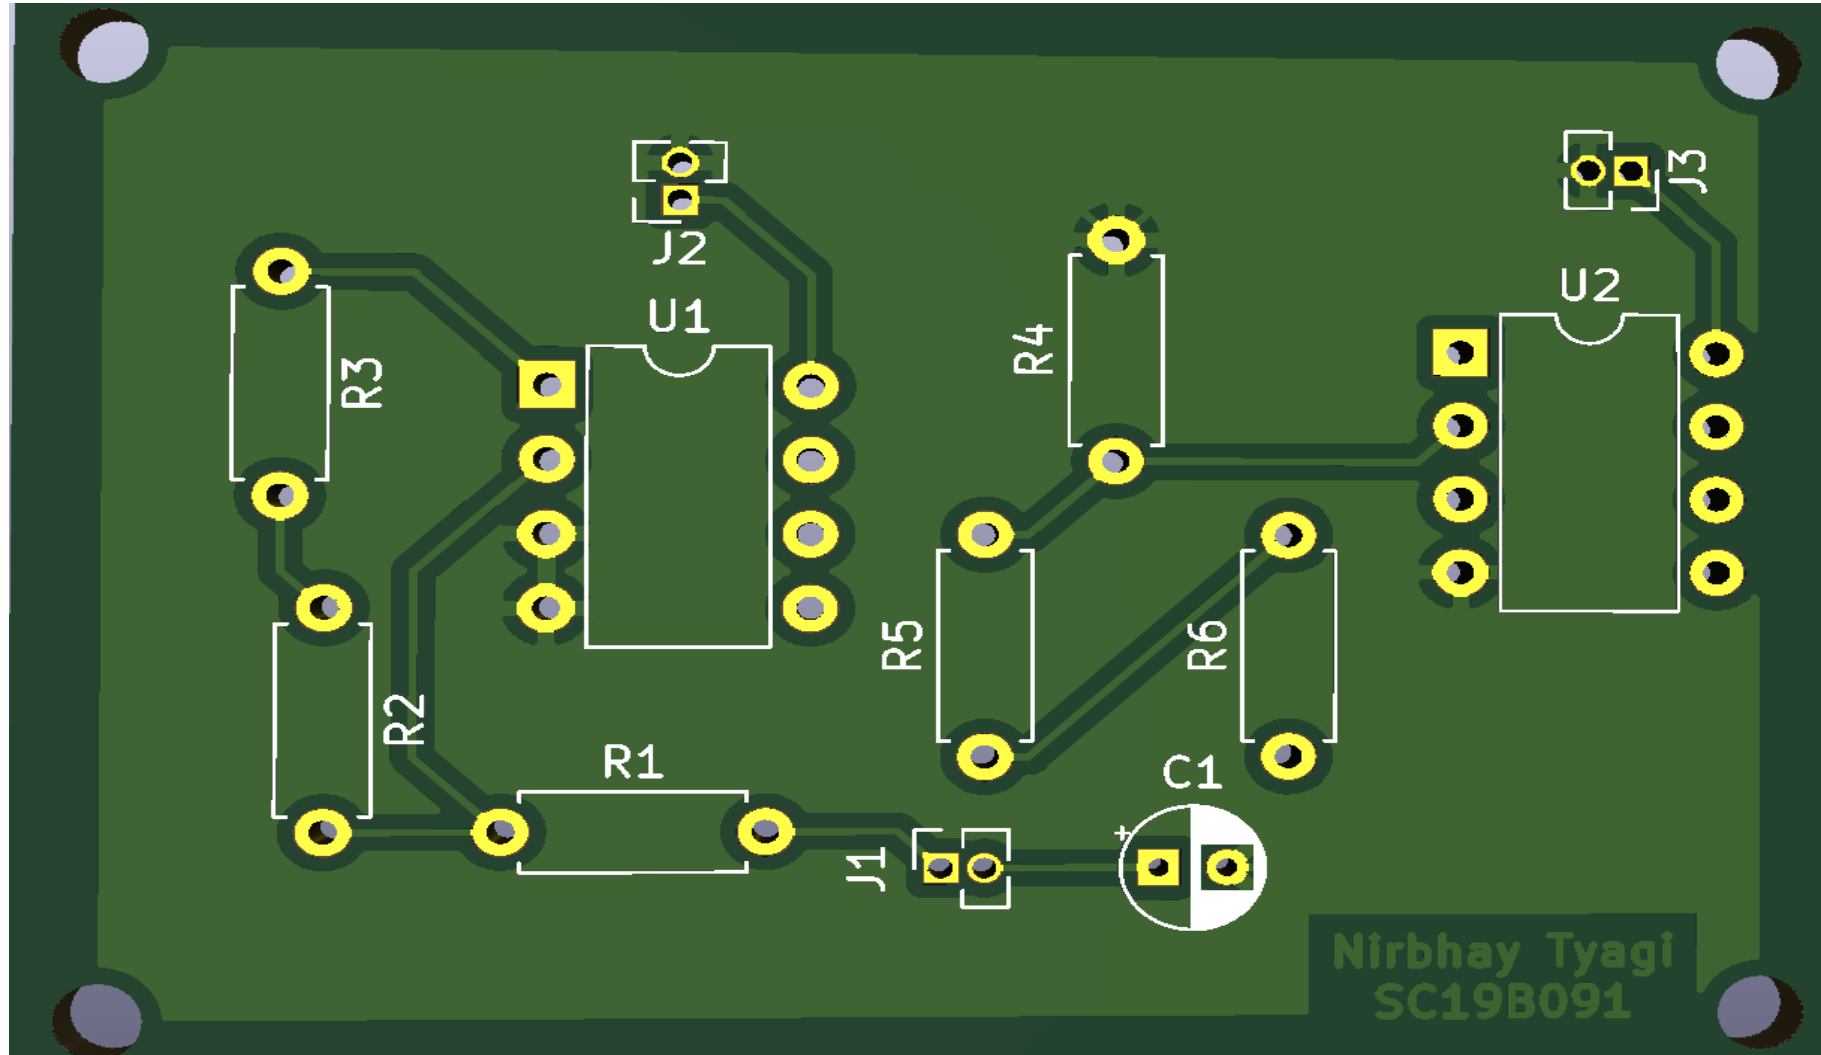 J3
J2
U2
U1
R4
R3
R5
R6
R2
R1
C1
+
J1
Nirbhay Tyagi
SC19B091